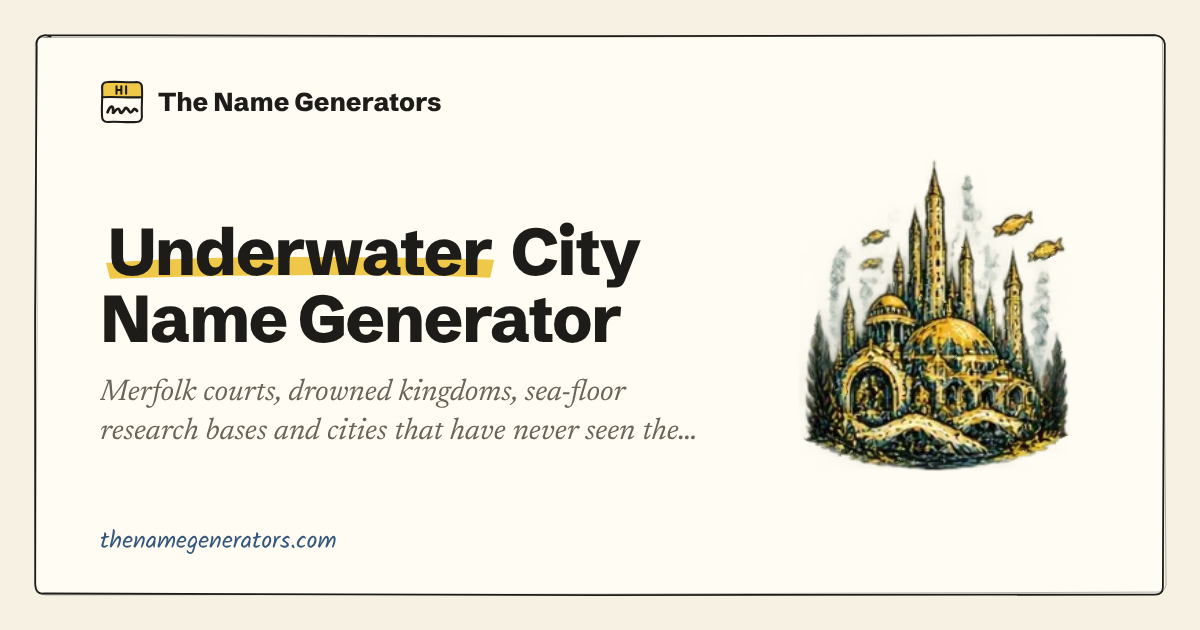 HI
The Name Generators
Underwater City
Name Generator
Merfolk courts, drowned kingdoms, sea-floor
research bases and cities that have never seen the...
thenamegenerators.com